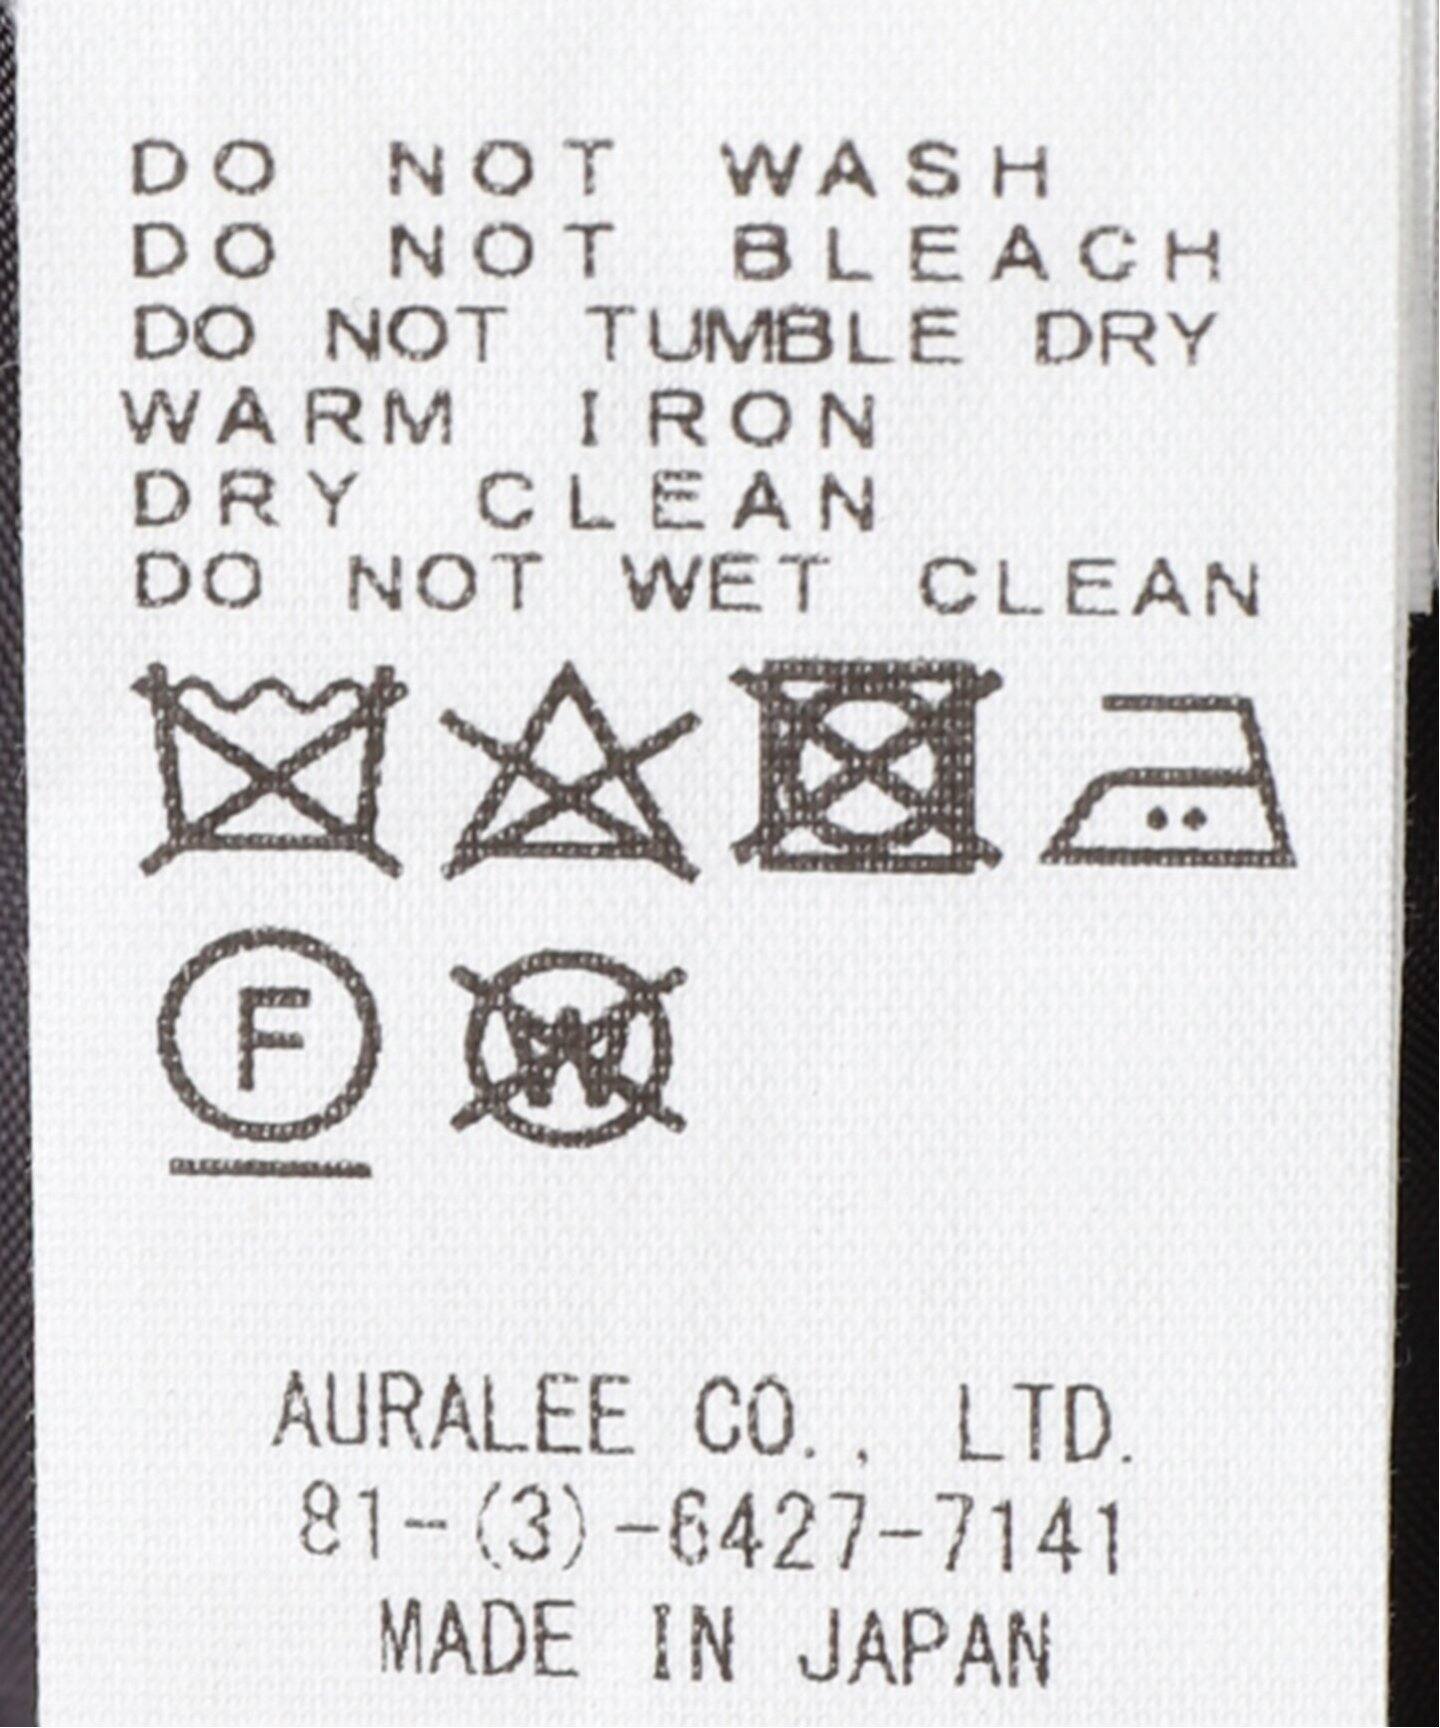 DO NOT WASH
DO NOT BLEACH
DO NOT TUMBLE DRY
WARM IRON
DRY CLEAN
DO NOT WET CLEAN
F W
AURALEE CO., LTD.
81-(3)-6427-7141
MADE IN JAPAN